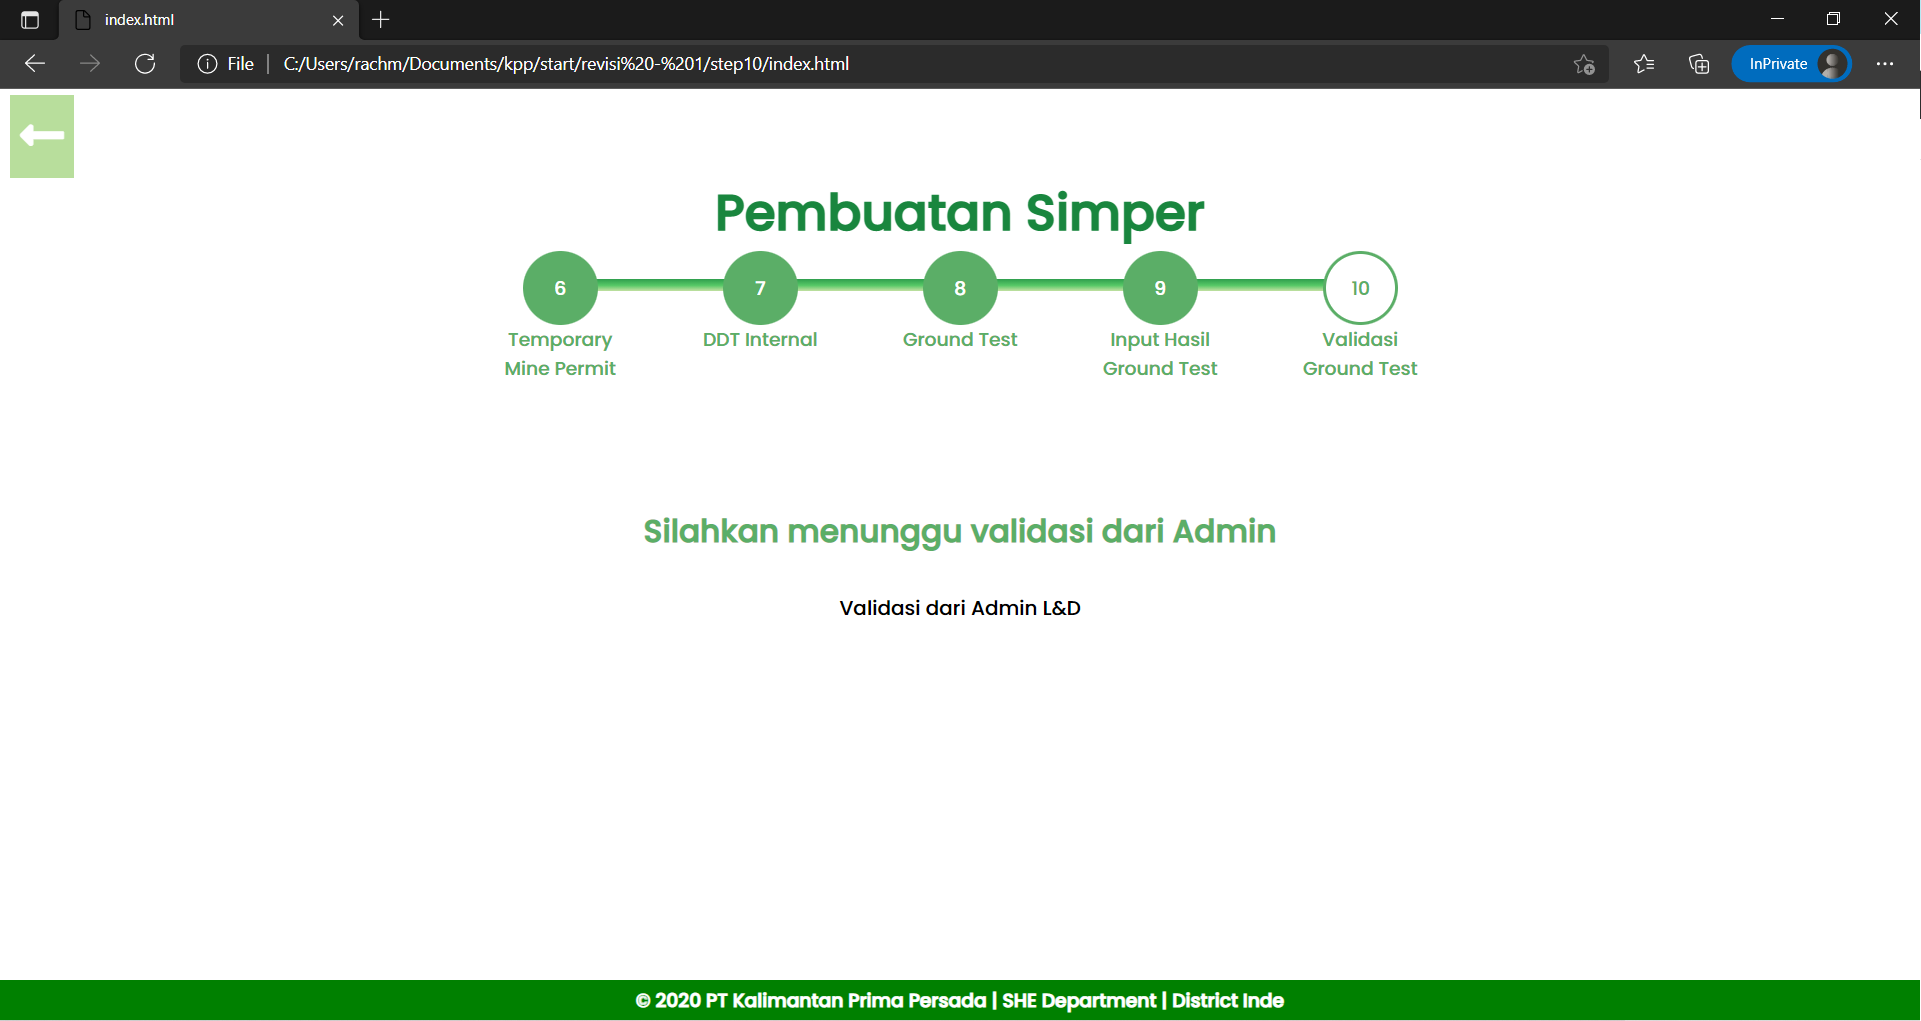 index.html
File
C:/Users/rachm/Documents/kpp/start/revisi%20-%201/step10/index.html
InPrivate
Pembuatan Simper
6
7
8
9
10
Temporary
Mine Permit
DDT Internal
Ground Test
Input Hasil
Ground Test
Validasi
Ground Test
Silahkan menunggu validasi dari Admin
Validasi dari Admin L&D
© 2020 PT Kalimantan Prima Persada | SHE Department | District Inde